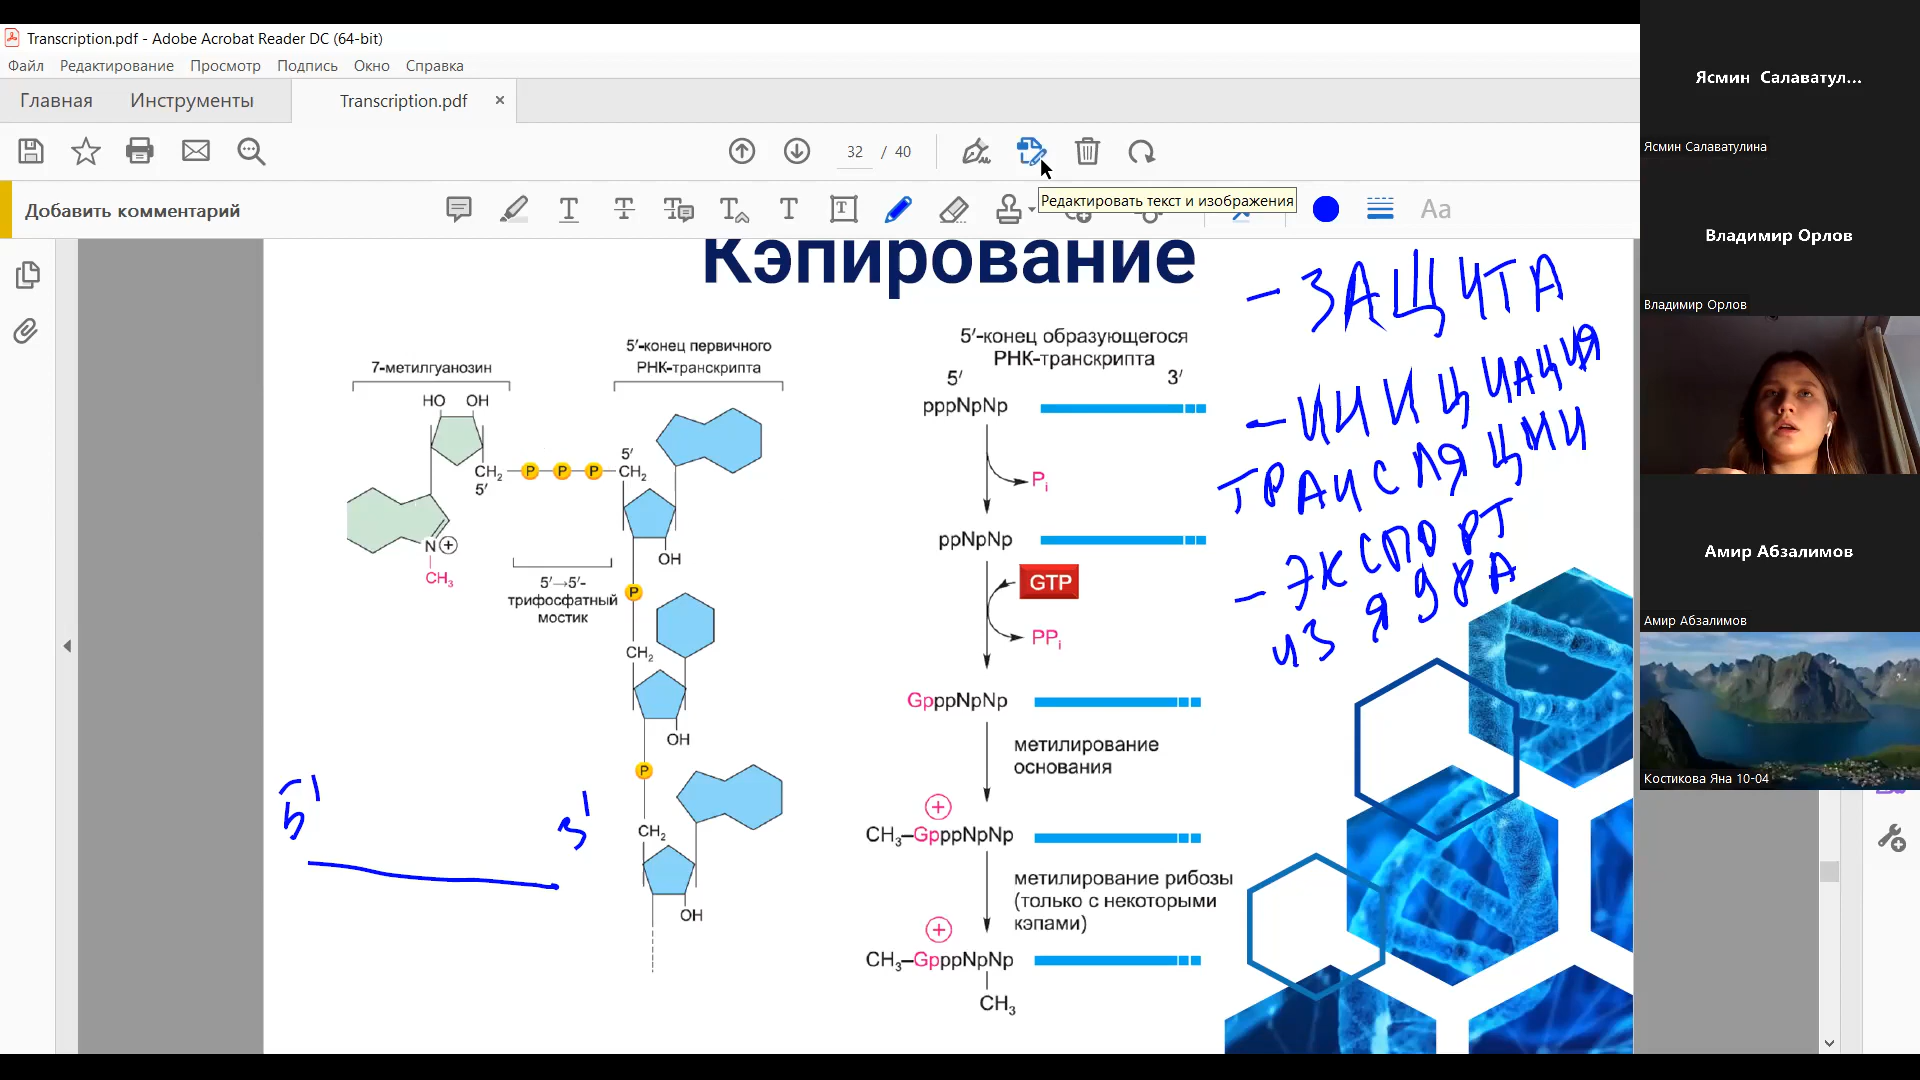 Transcription.pdf - Adobe Acrobat Reader DC (64-bit)
Файл Редактирование Просмотр Подпись Окно Справка
Главная Инструменты Transcription.pdf ×
32 / 40
Редактировать текст и изображения
Добавить комментарий
Aa
Кэпирование
7-метилгуанозин
5′-конец первичного
РНК-транскрипта
HO OH
CH₂
5′
P P P
5′
CH₂
N +
CH₃
OH
5′→5′-
трифосфатный
мостик
P
CH₂
OH
P
CH₂
OH
5′-конец образующегося
РНК-транскрипта
5′ 3′
pppNpNp
Pᵢ
ppNpNp
GTP
PPᵢ
GpppNpNp
метилирование
основания
+
CH₃–GpppNpNp
метилирование рибозы
(только с некоторыми
кэпами)
+
CH₃–GpppNpNp
CH₃
- ЗАЩИТА
- ИНИЦИАЦИЯ
ТРАНСЛЯЦИИ
- ЭКСПОРТ
ИЗ ЯДРА
5' 3'
Ясмин Салаватул...
Ясмин Салаватулина
Владимир Орлов
Владимир Орлов
Амир Абзалимов
Амир Абзалимов
Костикова Яна 10-04